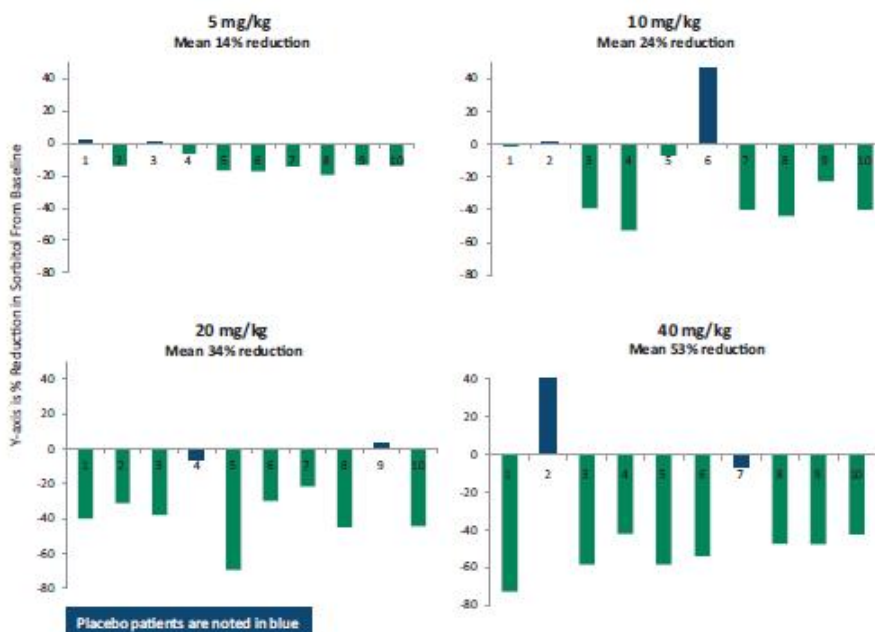 Y-axis is % Reduction in Sorbitol From Baseline
5 mg/kg
Mean 14% reduction
40
20
0
-20
-40
-60
-80
1 2 3 4 5 6 7 8 9 10
10 mg/kg
Mean 24% reduction
40
20
0
-20
-40
-60
-80
1 2 3 4 5 6 7 8 9 10
20 mg/kg
Mean 34% reduction
40
20
0
-20
-40
-60
-80
1 2 3 4 5 6 7 8 9 10
40 mg/kg
Mean 53% reduction
40
20
0
-20
-40
-60
-80
1 2 3 4 5 6 7 8 9 10
Placebo patients are noted in blue